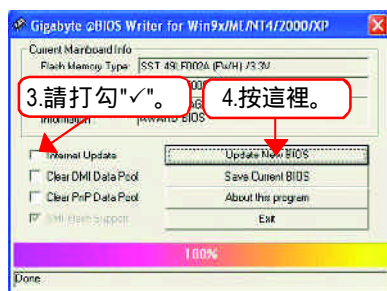 Gigabyte @BIOS Writer for Win9x/ME/NT4/2000/XP
Current Mainboard Info
Flash Memory Type: SST 49LF002A (FWH) /3.3V
3.請打勾"✓"。
4.按這裡。
Information: AWARD BIOS
Internal Update
Update New BIOS
Clear DMI Data Pool
Save Current BIOS
Clear PnP Data Pool
About this program
SMI Flash Support
Exit
100%
Done